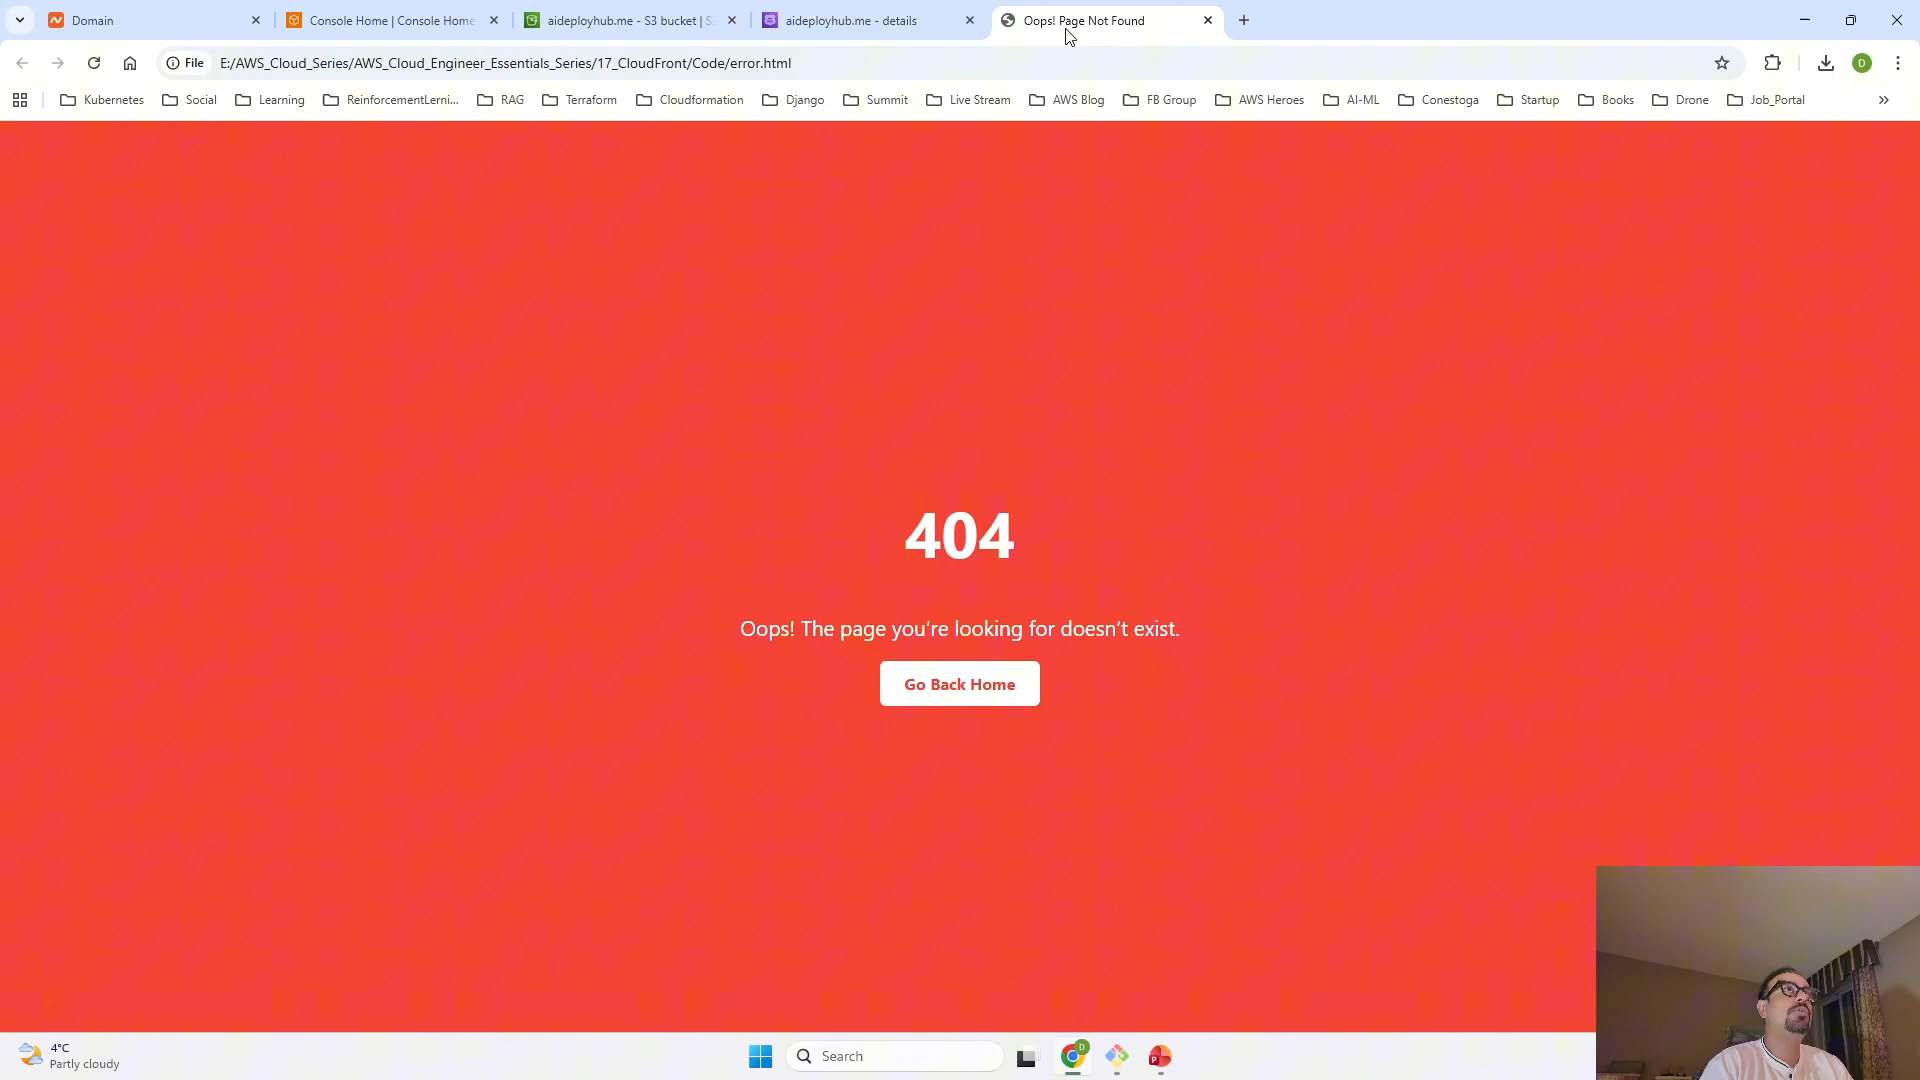 Domain
Console Home | Console Home
aideployhub.me - S3 bucket | S
aideployhub.me - details
Oops! Page Not Found
File
E:/AWS_Cloud_Series/AWS_Cloud_Engineer_Essentials_Series/17_CloudFront/Code/error.html
D
Kubernetes
Social
Learning
ReinforcementLerni...
RAG
Terraform
Cloudformation
Django
Summit
Live Stream
AWS Blog
FB Group
AWS Heroes
AI-ML
Conestoga
Startup
Books
Drone
Job_Portal
404
Oops! The page you’re looking for doesn’t exist.
Go Back Home
4°C
Partly cloudy
Search
D